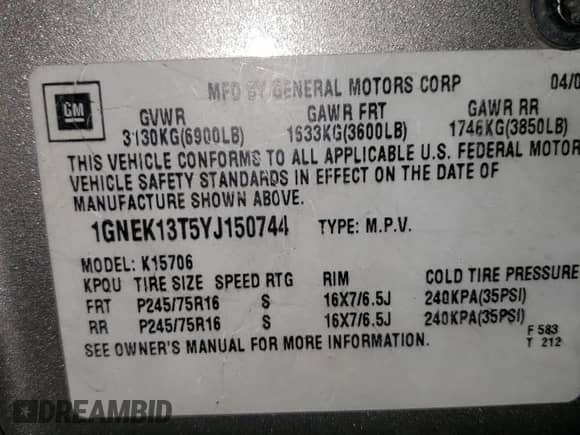 MFD BY GENERAL MOTORS CORP 04/0
GM
GVWR GAWR FRT GAWR RR
3130KG(6900LB) 1633KG(3600LB) 1746KG(3850LB)
THIS VEHICLE CONFORMS TO ALL APPLICABLE U.S. FEDERAL MOTOR
VEHICLE SAFETY STANDARDS IN EFFECT ON THE DATE OF
MANUFACTURE SHOWN ABOVE.
1GNEK13T5YJ150744 TYPE: M.P.V.
MODEL: K15706
KPQU TIRE SIZE SPEED RTG RIM COLD TIRE PRESSURE
FRT P245/75R16 S 16X7/6.5J 240KPA(35PSI)
RR P245/75R16 S 16X7/6.5J 240KPA(35PSI)
SEE OWNER'S MANUAL FOR MORE INFORMATION.
F 583
T 212
DREAMBID